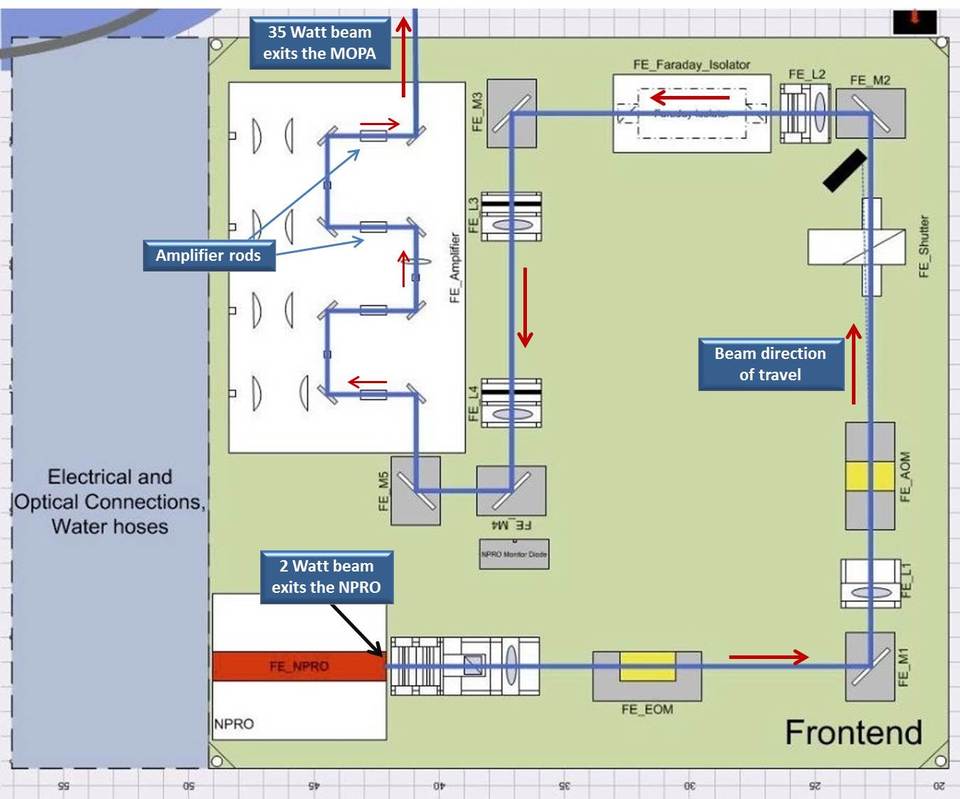 35 Watt beam
exits the MOPA
FE_Faraday_Isolator
FE_L2
FE_M2
FE_M3
Faraday Isolator
FE_L3
FE_Shutter
Amplifier rods
FE_Amplifier
Beam direction
of travel
FE_L4
FE_AOM
Electrical and
Optical Connections,
Water hoses
FE_M5
FE_M4
NPRO Monitor Diode
2 Watt beam
exits the NPRO
FE_L1
FE_NPRO
FE_M1
NPRO
FE_EOM
Frontend
55
50
45
40
35
30
25
20